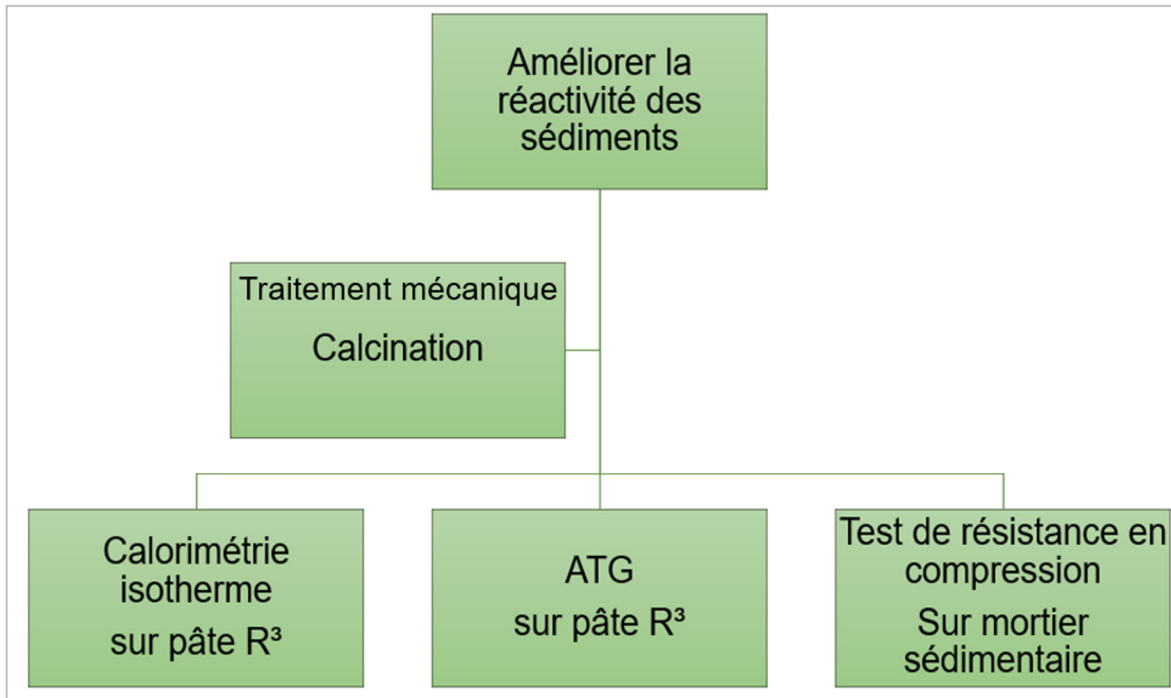 Améliorer la
réactivité des
sédiments
Traitement mécanique
Calcination
Calorimétrie
isotherme
sur pâte R³
ATG
sur pâte R³
Test de résistance en
compression
Sur mortier
sédimentaire